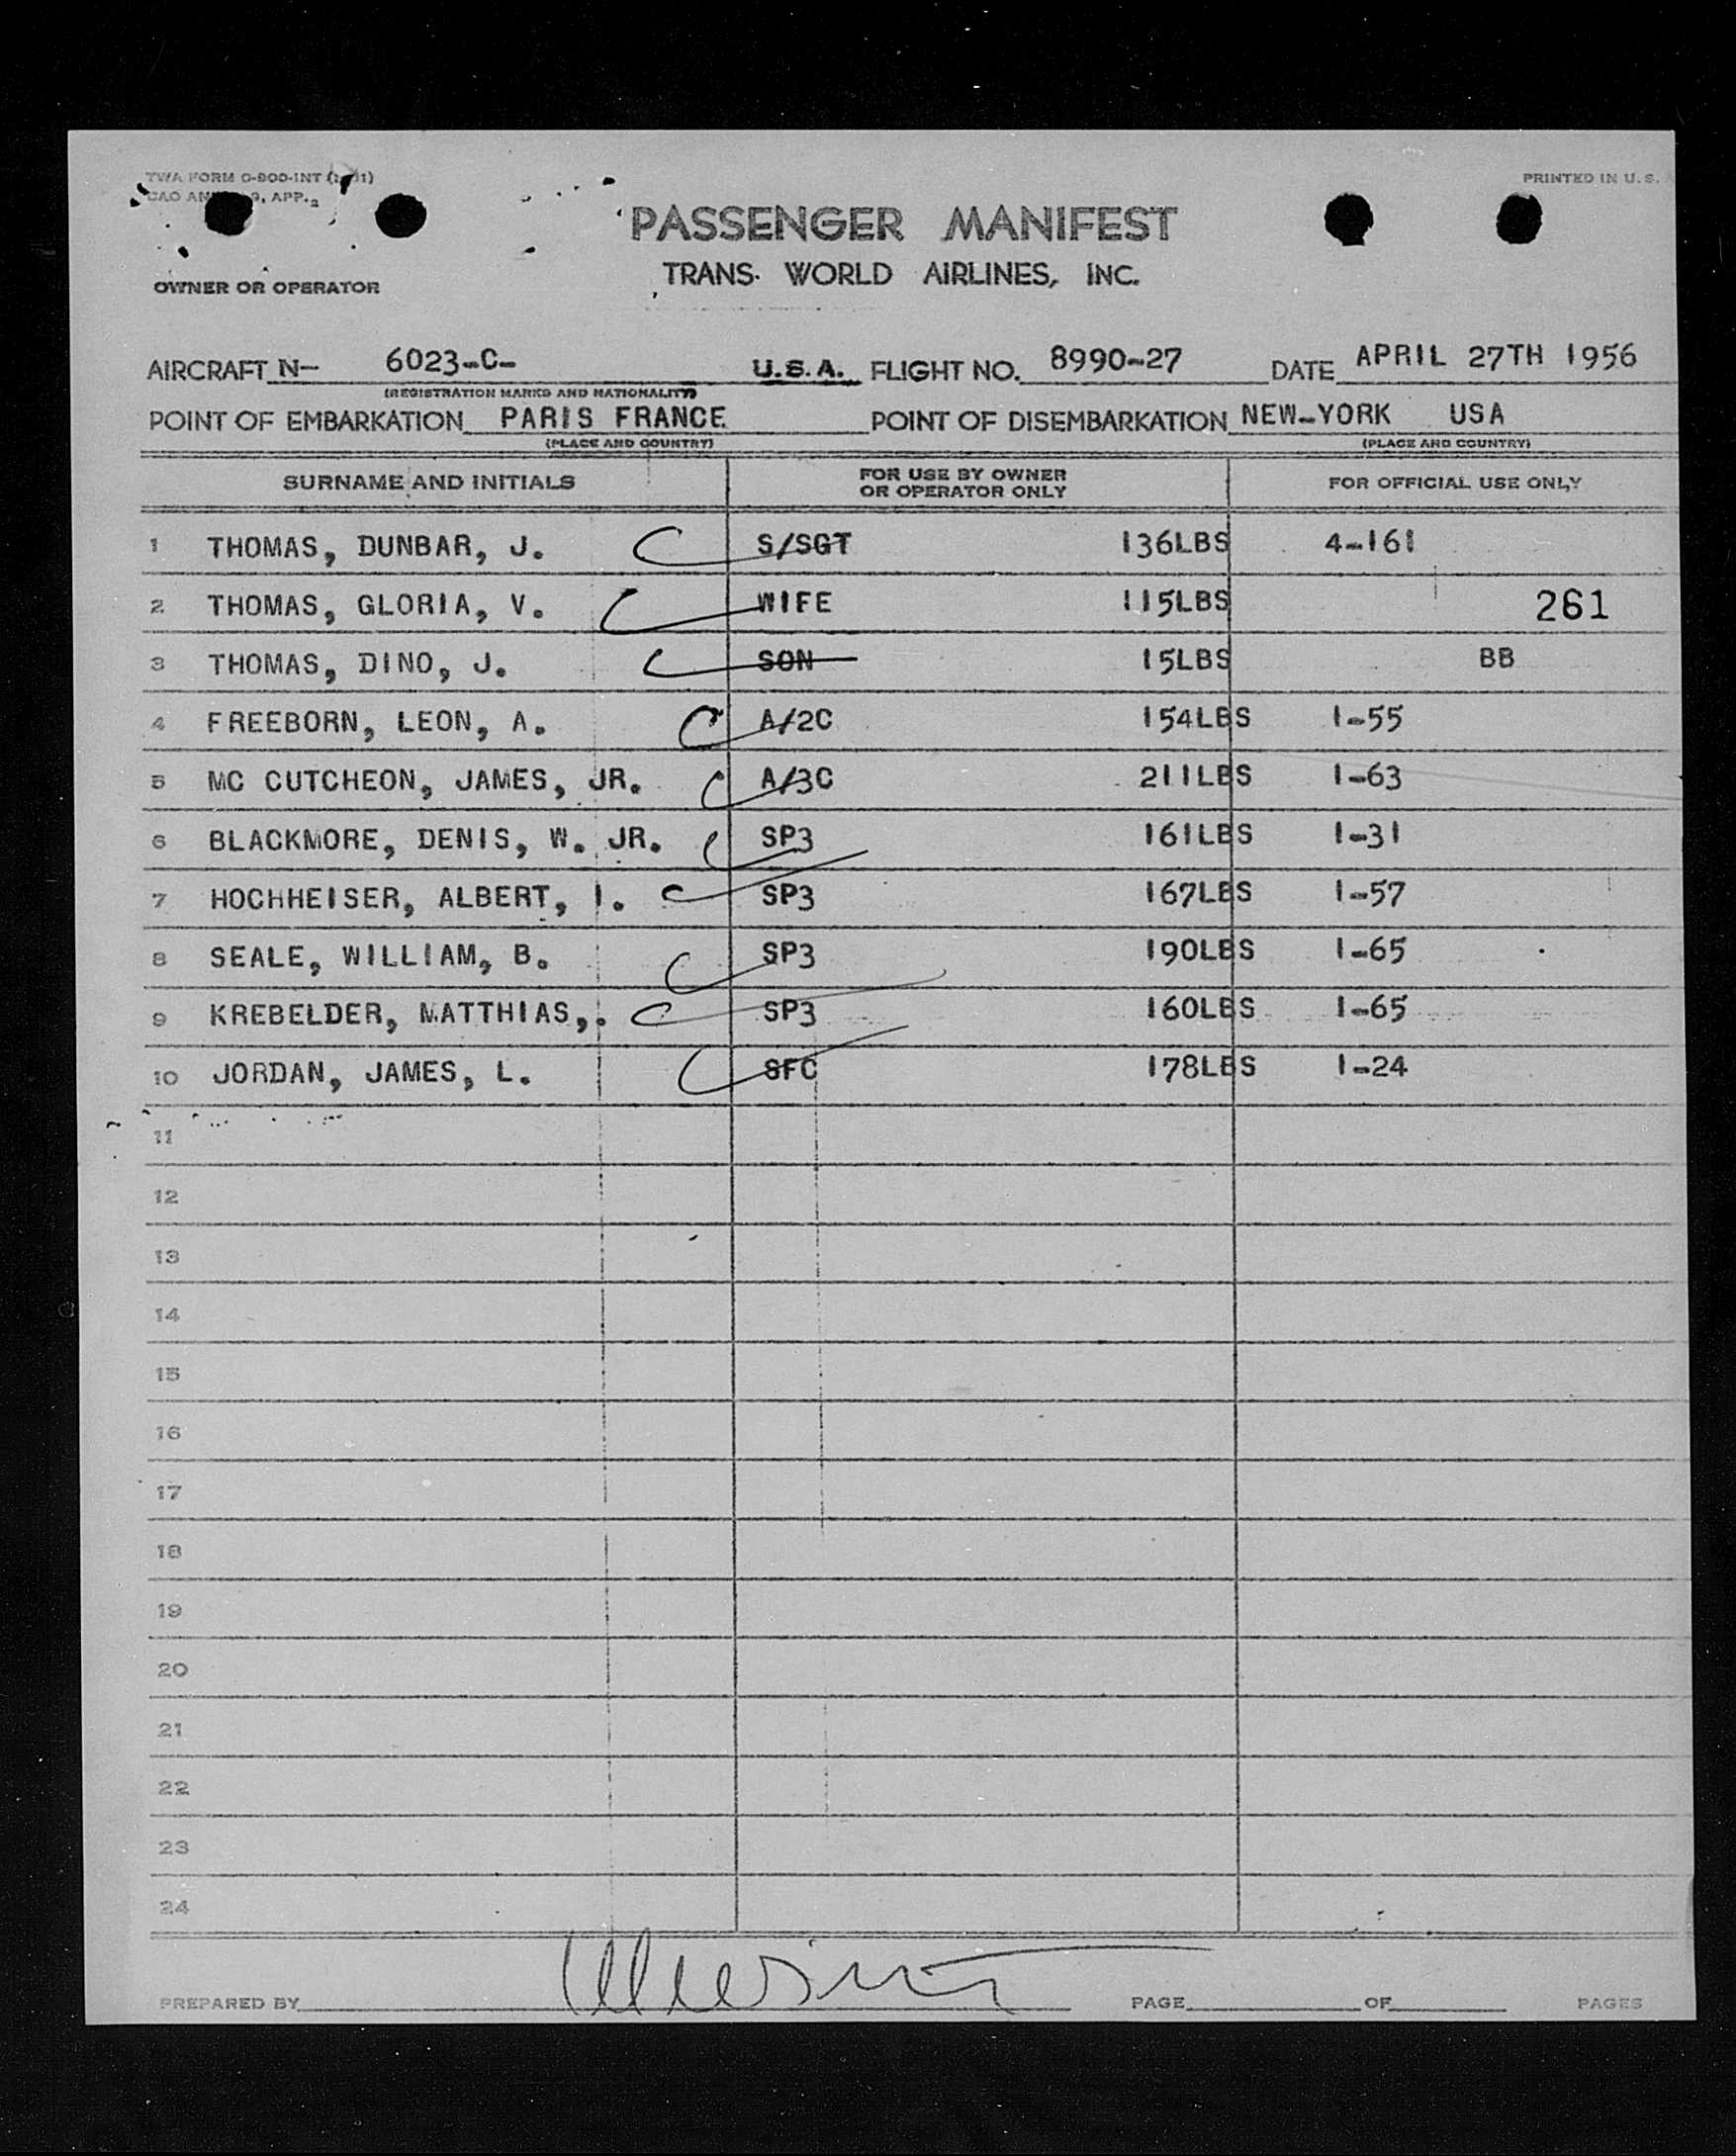 TWA FORM O-800-INT
APP. 2
PRINTED IN U. S.
PASSENGER MANIFEST
TRANS WORLD AIRLINES, INC.
OWNER OR OPERATOR
AIRCRAFT N- 6023-C- U.S.A. FLIGHT NO. 8990-27 DATE APRIL 27TH 1956
(REGISTRATION MARKS AND NATIONALITY)
POINT OF EMBARKATION PARIS FRANCE POINT OF DISEMBARKATION NEW-YORK USA
(PLACE AND COUNTRY) (PLACE AND COUNTRY)
SURNAME AND INITIALS FOR USE BY OWNER OR OPERATOR ONLY FOR OFFICIAL USE ONLY
1 THOMAS, DUNBAR, J. S/SGT 136LBS 4-161
2 THOMAS, GLORIA, V. WIFE 115LBS 261
3 THOMAS, DINO, J. SON 15LBS BB
4 FREEBORN, LEON, A. A/2C 154LBS 1-55
5 MC CUTCHEON, JAMES, JR. A/3C 211LBS 1-63
6 BLACKMORE, DENIS, W. JR. SP3 161LBS 1-31
7 HOCHHEISER, ALBERT, I. SP3 167LBS 1-57
8 SEALE, WILLIAM, B. SP3 190LBS 1-65
9 KREBELDER, MATTHIAS,. SP3 160LBS 1-65
10 JORDAN, JAMES, L. SFC 178LBS 1-24
11
12
13
14
15
16
17
18
19
20
21
22
23
24
PREPARED BY PAGE OF PAGES